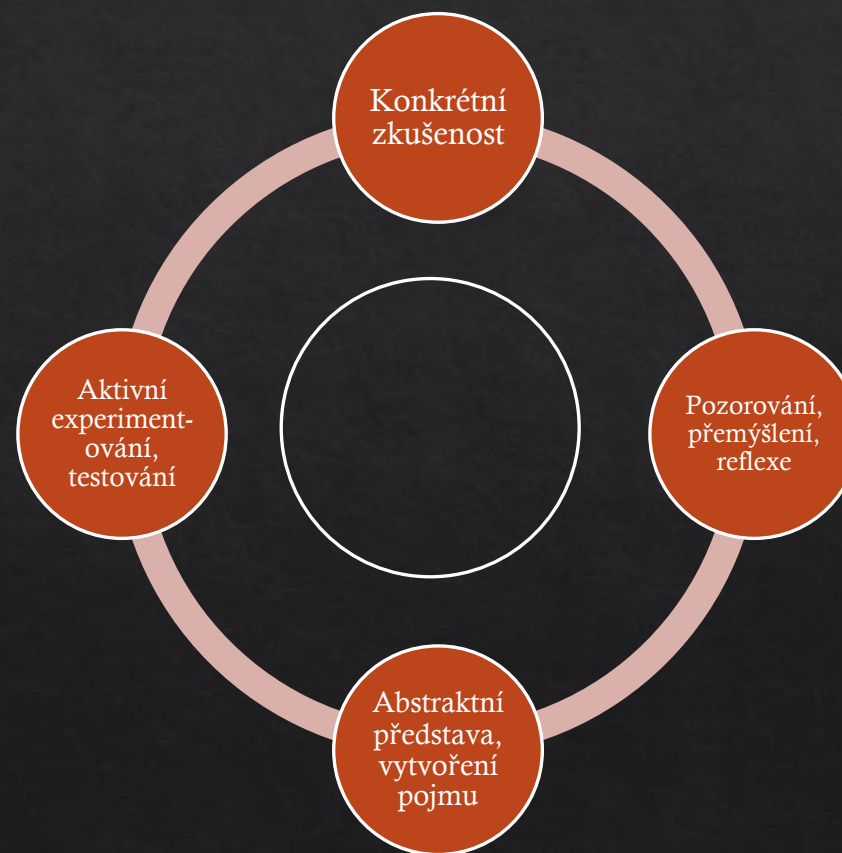 Konkrétní
zkušenost
Pozorování,
přemýšlení,
reflexe
Abstraktní
představa,
vytvoření
pojmu
Aktivní
experiment-
ování,
testování